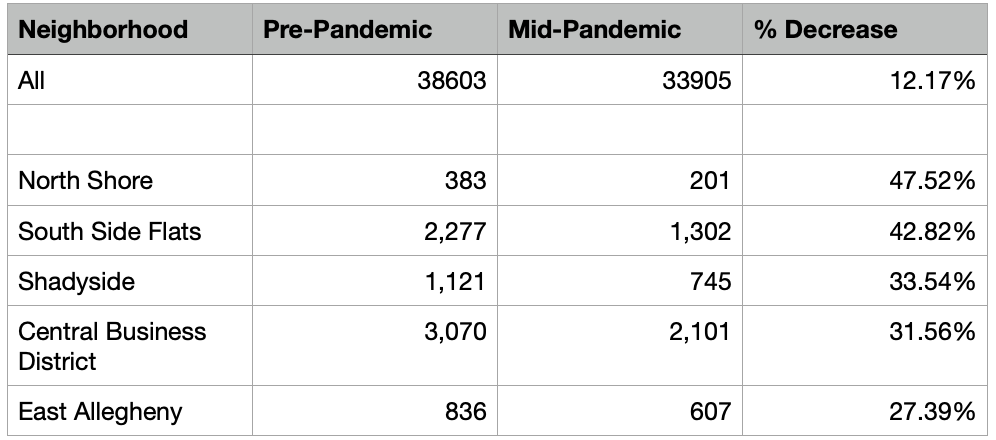 Neighborhood Pre-Pandemic Mid-Pandemic % Decrease
All 38603 33905 12.17%
North Shore 383 201 47.52%
South Side Flats 2,277 1,302 42.82%
Shadyside 1,121 745 33.54%
Central Business 3,070 2,101 31.56%
District
East Allegheny 836 607 27.39%